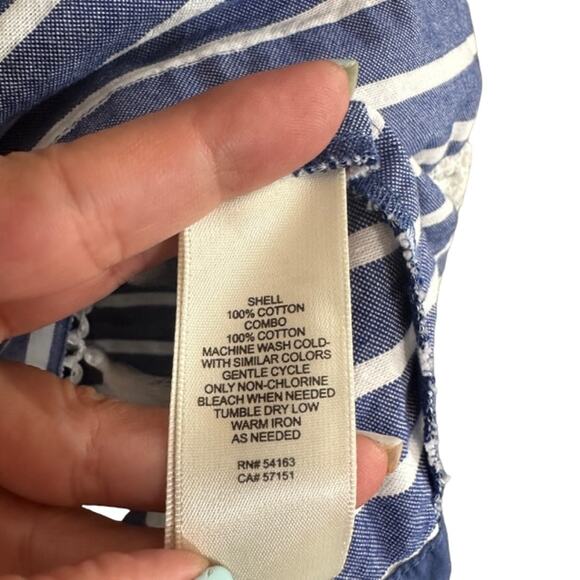 SHELL
100% COTTON
COMBO
100% COTTON
MACHINE WASH COLD-
WITH SIMILAR COLORS
GENTLE CYCLE
ONLY NON-CHLORINE
BLEACH WHEN NEEDED
TUMBLE DRY LOW
WARM IRON
AS NEEDED
RN# 54163
CA# 57151